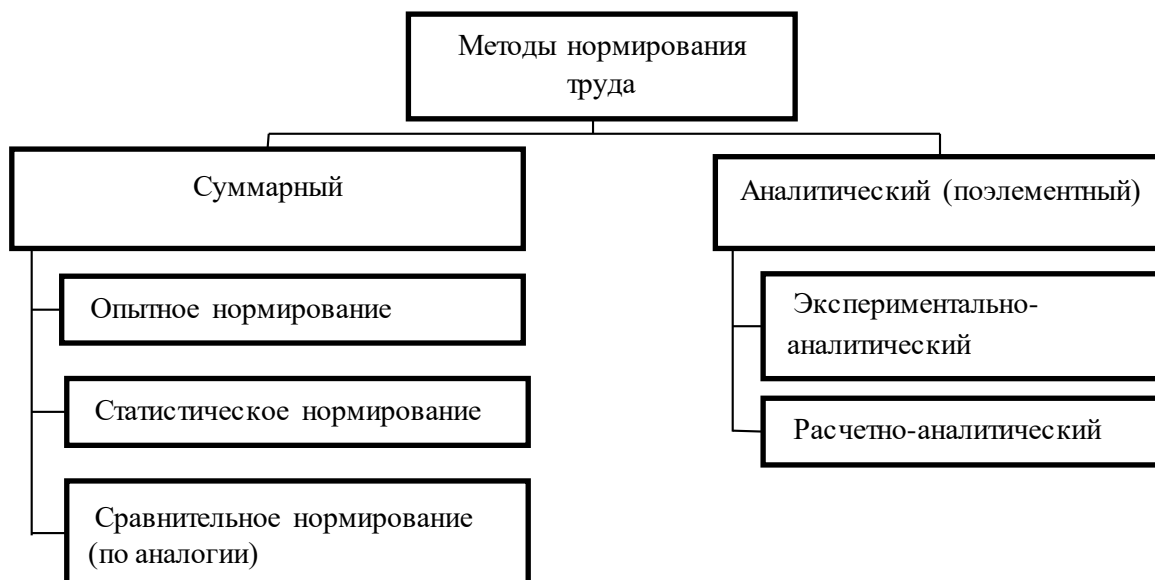 Методы нормирования
труда
Суммарный
Аналитический (поэлементный)
Опытное нормирование
Экспериментально-
аналитический
Статистическое нормирование
Расчетно-аналитический
Сравнительное нормирование
(по аналогии)